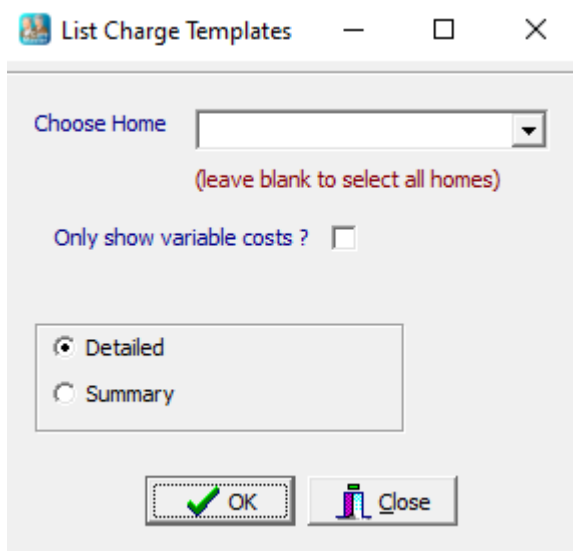 List Charge Templates
Choose Home
(leave blank to select all homes)
Only show variable costs ?
Detailed
Summary
OK
Close